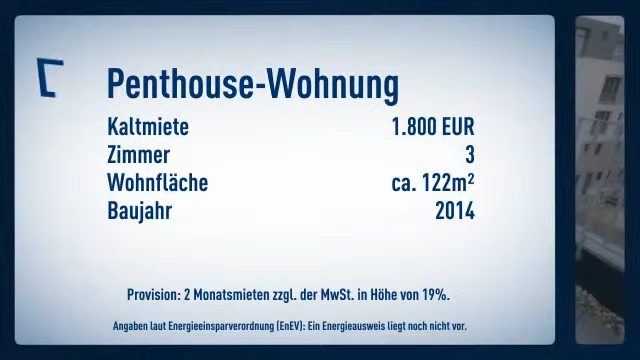 Penthouse-Wohnung
Kaltmiete 1.800 EUR
Zimmer 3
Wohnfläche ca. 122m²
Baujahr 2014
Provision: 2 Monatsmieten zzgl. der MwSt. in Höhe von 19%.
Angaben laut Energieeinsparverordnung (EnEV): Ein Energieausweis liegt noch nicht vor.